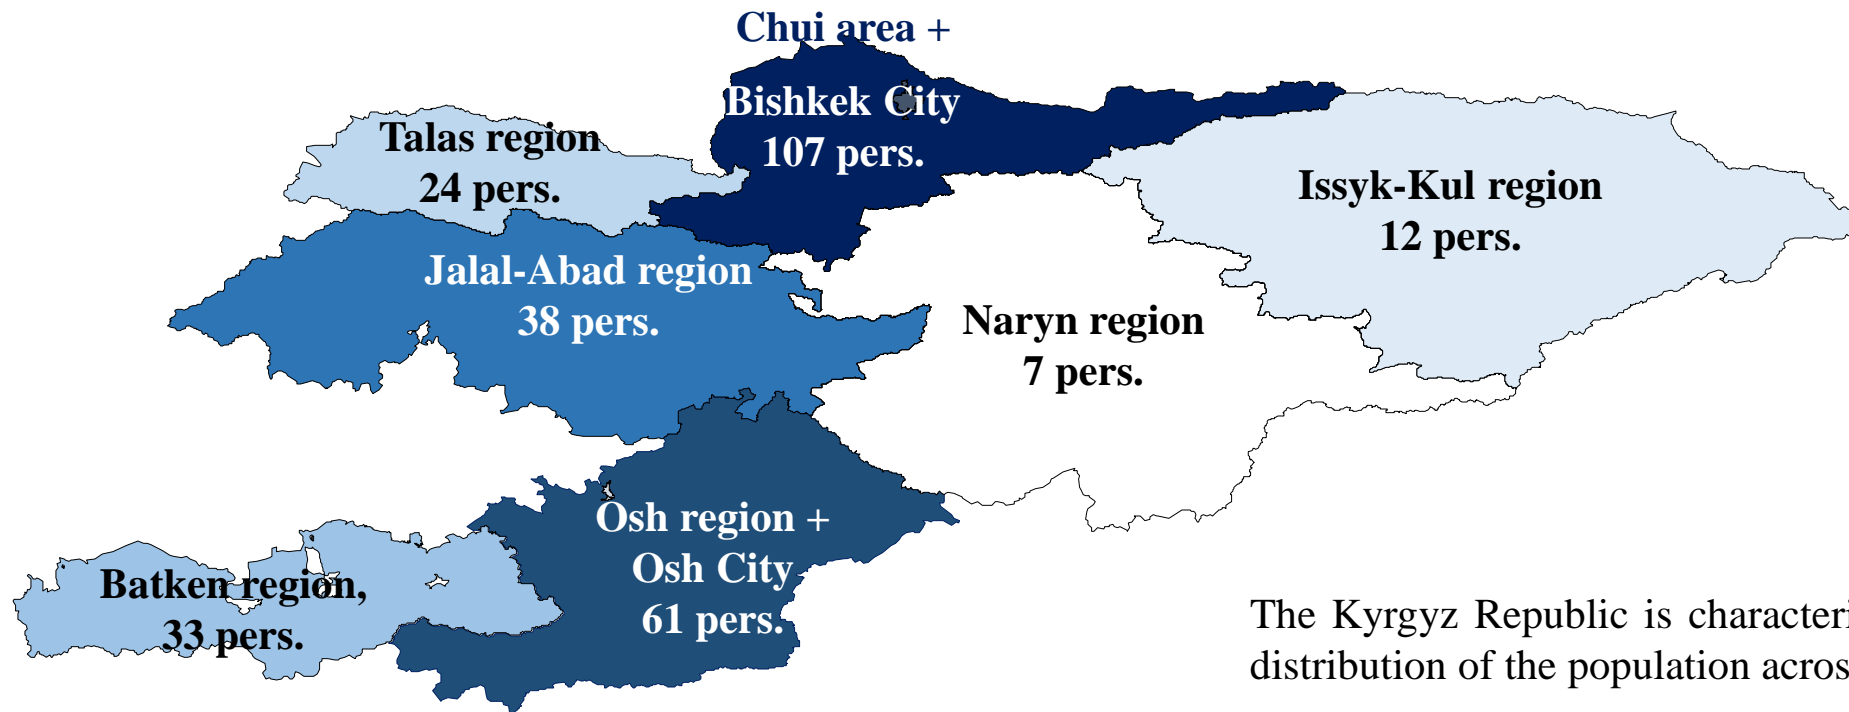 Chui area +
Bishkek City
107 pers.
Talas region
24 pers.
Issyk-Kul region
12 pers.
Jalal-Abad region
38 pers.
Naryn region
7 pers.
Osh region +
Osh City
61 pers.
Batken region,
33 pers.
The Kyrgyz Republic is characteri
distribution of the population acros